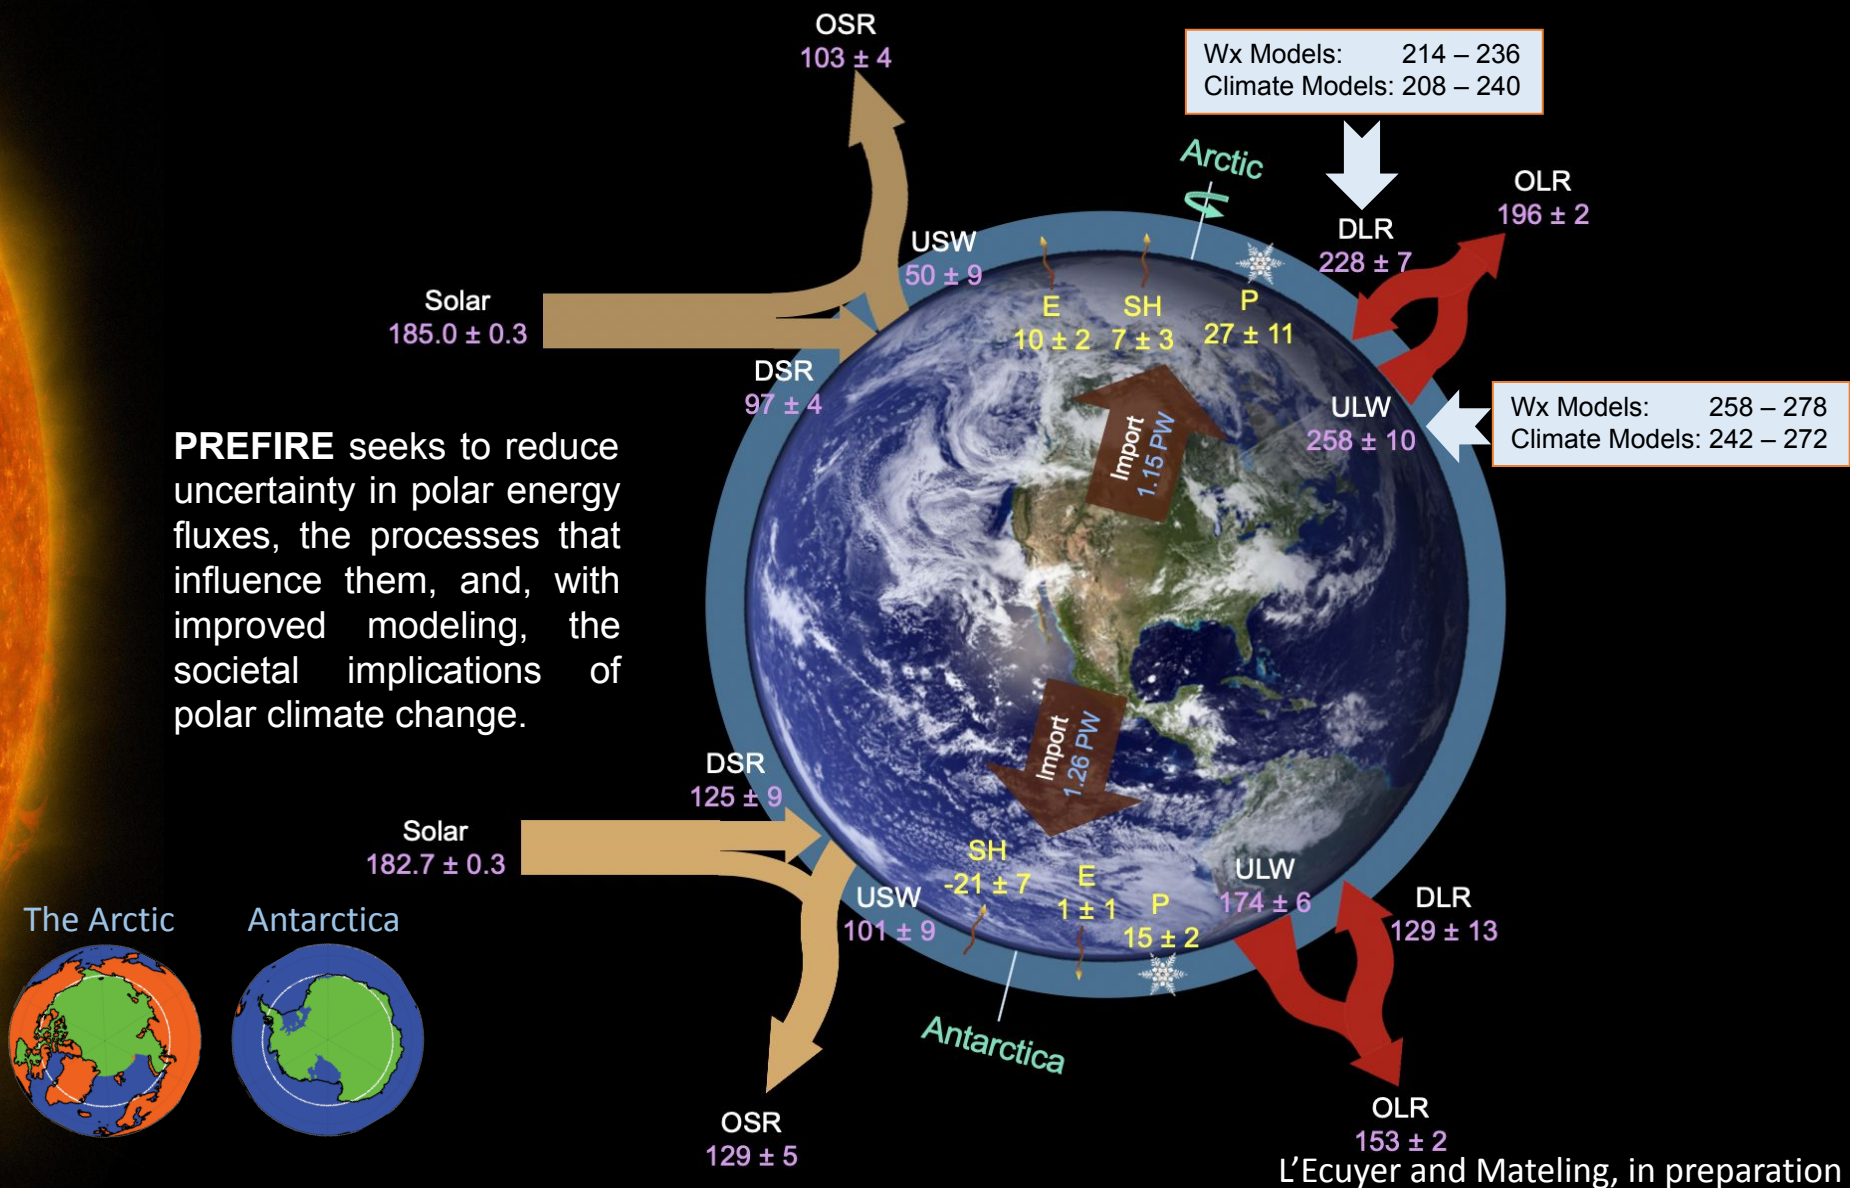 OSR
103 ± 4
Wx Models: 214 – 236
Climate Models: 208 – 240
Arctic
OLR
196 ± 2
DLR
228 ± 7
USW
50 ± 9
Solar
185.0 ± 0.3
E
10 ± 2
SH
7 ± 3
P
27 ± 11
DSR
97 ± 4
ULW
258 ± 10
Wx Models: 258 – 278
Climate Models: 242 – 272
Import
1.15 PW
PREFIRE seeks to reduce
uncertainty in polar energy
fluxes, the processes that
influence them, and, with
improved modeling, the
societal implications of
polar climate change.
Import
1.26 PW
DSR
125 ± 9
Solar
182.7 ± 0.3
SH
-21 ± 7
E
1 ± 1
P
15 ± 2
ULW
174 ± 6
USW
101 ± 9
DLR
129 ± 13
The Arctic
Antarctica
Antarctica
OSR
129 ± 5
OLR
153 ± 2
L’Ecuyer and Mateling, in preparation